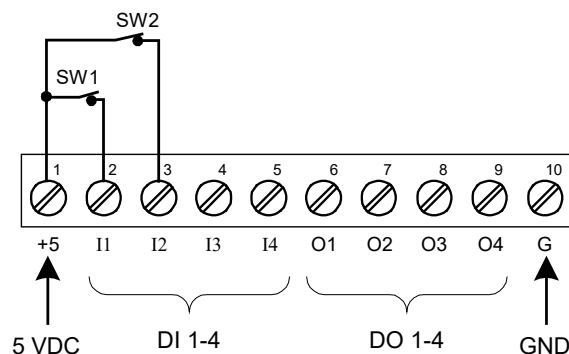 SW2
SW1
1 2 3 4 5 6 7 8 9 10
+5 I1 I2 I3 I4 O1 O2 O3 O4 G
5 VDC DI 1-4 DO 1-4 GND